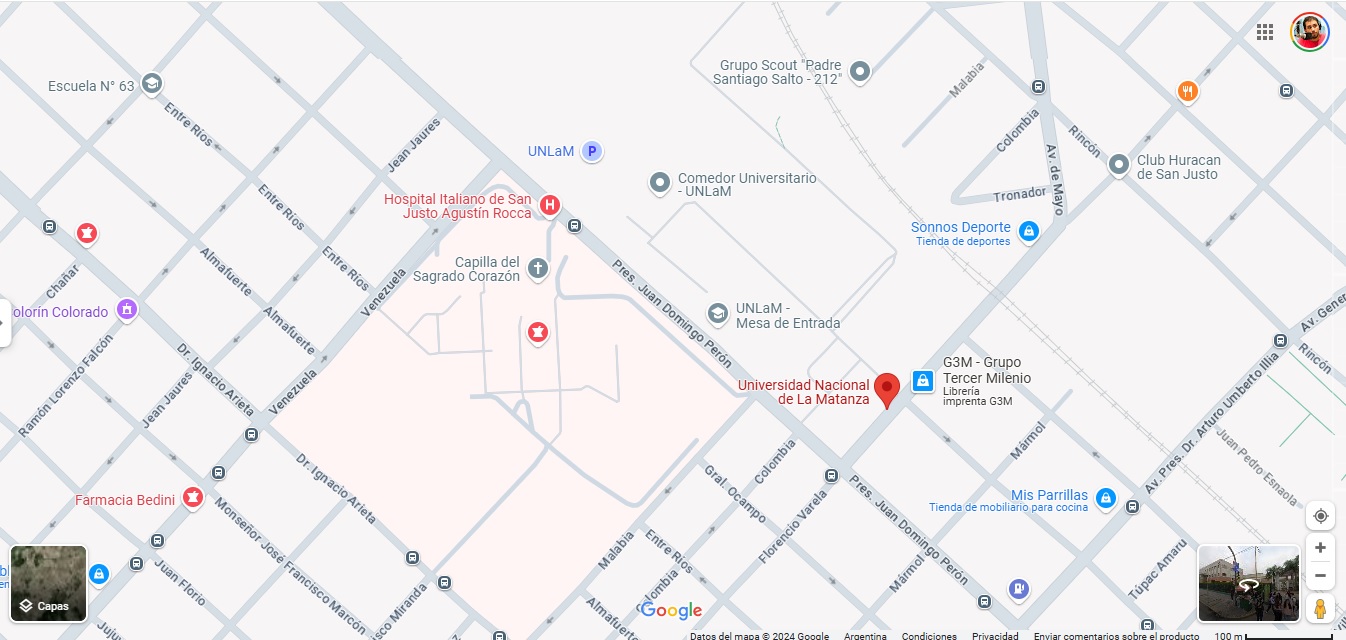 Grupo Scout "Padre
Santiago Salto - 212"
Escuela N° 63
Malabia
Entre Ríos
Jean Jaures
Colombia
Rincón
Av. de Mayo
UNLaM
P
Comedor Universitario
- UNLaM
Club Huracan
de San Justo
Tronador
Hospital Italiano de San
Justo Agustín Rocca
H
Entre Ríos
Sonnos Deporte
Tienda de deportes
Capilla del
Sagrado Corazón
Almafuerte
Entre Ríos
Venezuela
Chañar
Pres. Juan Domingo Perón
olorín Colorado
UNLaM -
Mesa de Entrada
Almafuerte
Av. Gener
Rincón
Ramón Lorenzo Falcón
Jean Jaures
Dr. Ignacio Arieta
Venezuela
Universidad Nacional
de La Matanza
G3M - Grupo
Tercer Milenio
Librería
imprenta G3M
Av. Pres. Dr. Arturo Umberto Illia
Mármol
Colombia
Juan Pedro Esnaola
Dr. Ignacio Arieta
Gral. Ocampo
Florencio Varela
Pres. Juan Domingo Perón
Farmacia Bedini
Mis Parrillas
Tienda de mobiliario para cocina
Monseñor José Francisco Marcón
Malabia
Entre Ríos
Colombia
Mármol
Túpac Amaru
Juan Florio
Miranda
Almafuerte
Jujuy
Capas
Google
Datos del mapa © 2024 Google Argentina Condiciones Privacidad Enviar comentarios sobre el producto 100 m